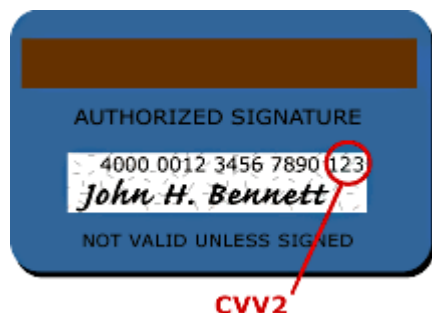 AUTHORIZED SIGNATURE
4000 0012 3456 7890 123
John H. Bennett
NOT VALID UNLESS SIGNED
CVV2